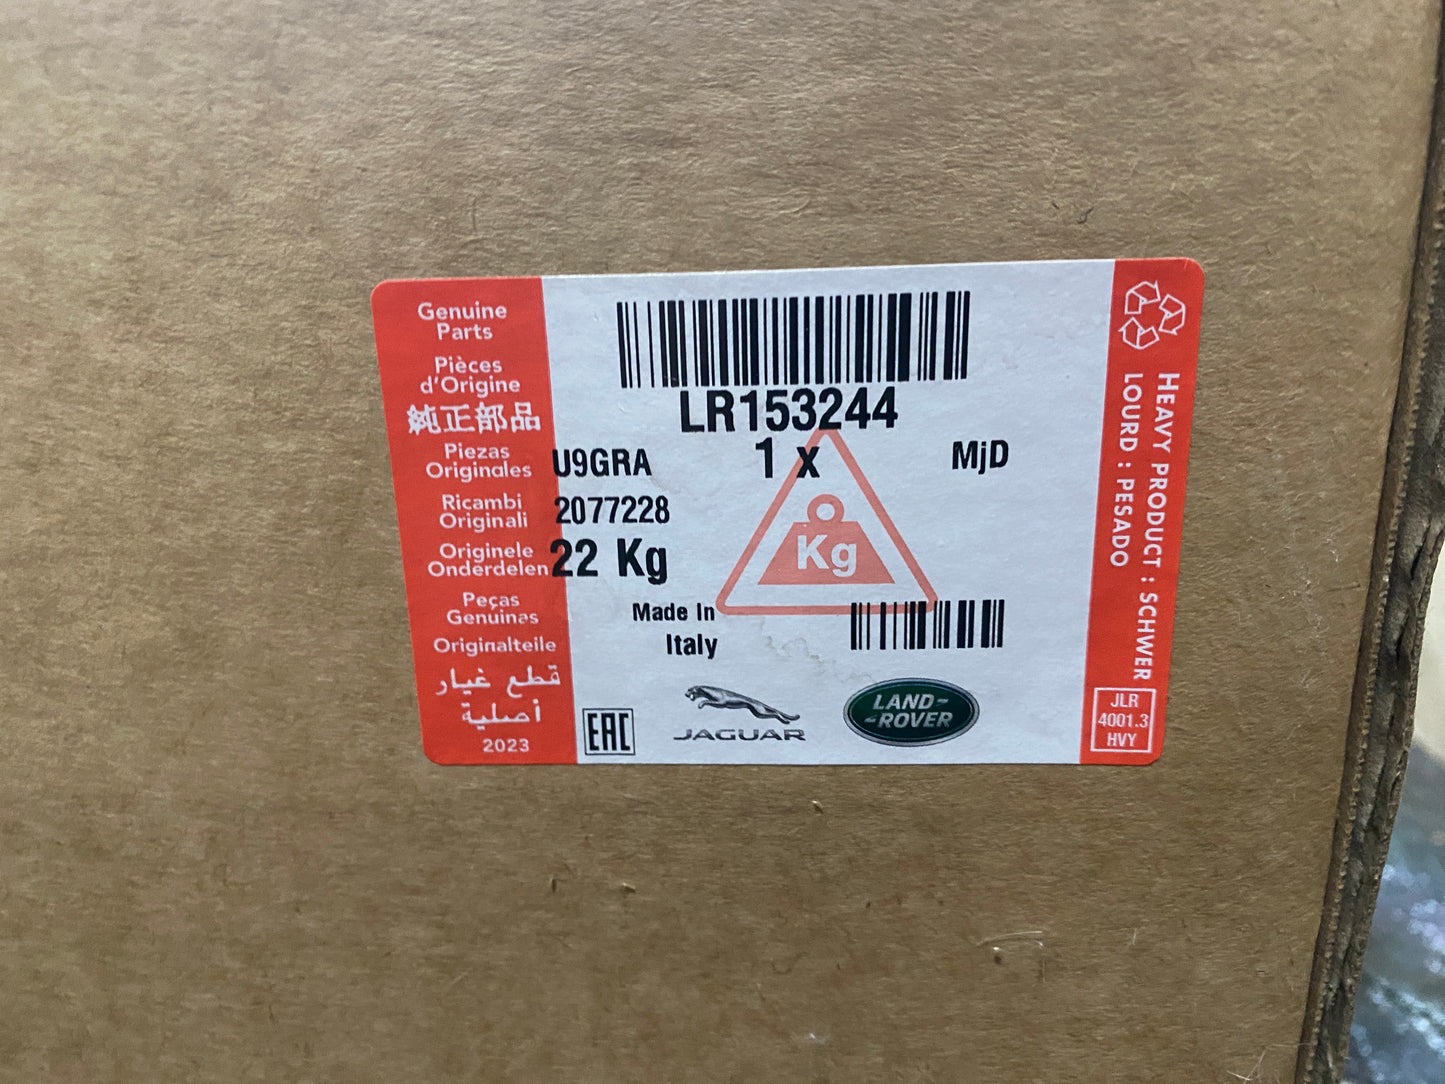 Genuine
Parts
Pièces
d'Origine
純正部品
Piezas
Originales
Ricambi
Originali
Originele
Onderdelen
Peças
Genuinas
Originalteile
قطع غيار
أصلية
2023
LR153244
U9GRA 1 x MjD
2077228
22 Kg
Kg
Made In
Italy
EAC
JAGUAR
LAND-
-ROVER
HEAVY PRODUCT : SCHWER
LOURD : PESADO
JLR
4001.3
HVY